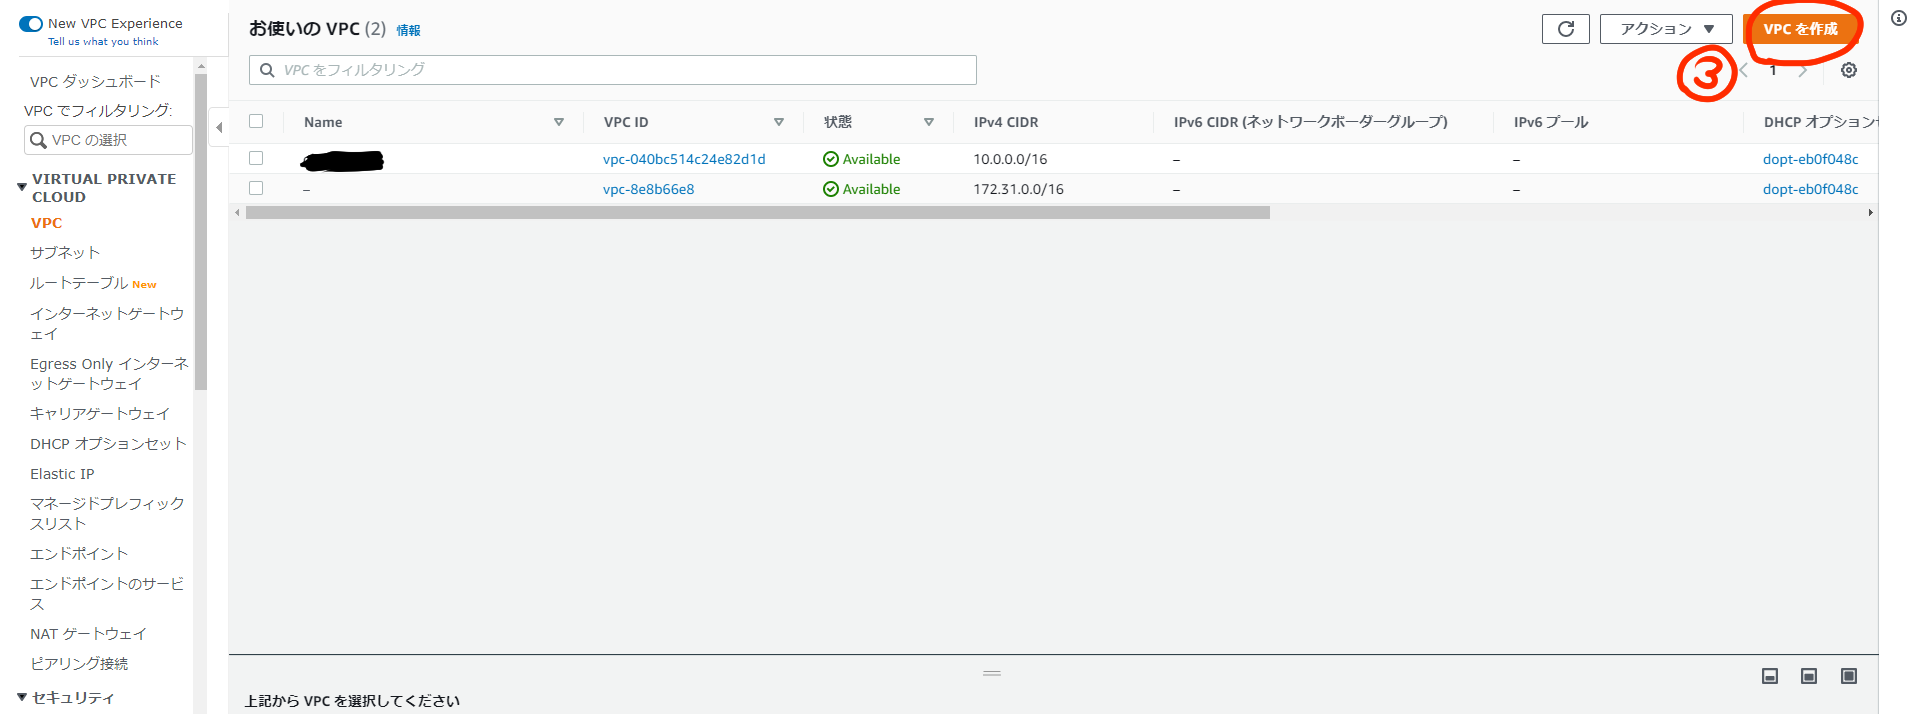 New VPC Experience
Tell us what you think
VPC ダッシュボード
VPC でフィルタリング:
VPC の選択
VIRTUAL PRIVATE
CLOUD
VPC
サブネット
ルートテーブル New
インターネットゲートウ
ェイ
Egress Only インターネ
ットゲートウェイ
キャリアゲートウェイ
DHCP オプションセット
Elastic IP
マネージドプレフィック
スリスト
エンドポイント
エンドポイントのサービ
ス
NAT ゲートウェイ
ピアリング接続
セキュリティ
お使いの VPC (2) 情報
アクション
VPC を作成
VPC をフィルタリング
③
1
Name VPC ID 状態 IPv4 CIDR IPv6 CIDR (ネットワークボーダーグループ) IPv6 プール DHCP オプション
vpc-040bc514c24e82d1d Available 10.0.0.0/16 – – dopt-eb0f048c
– vpc-8e8b66e8 Available 172.31.0.0/16 – – dopt-eb0f048c
上記から VPC を選択してください